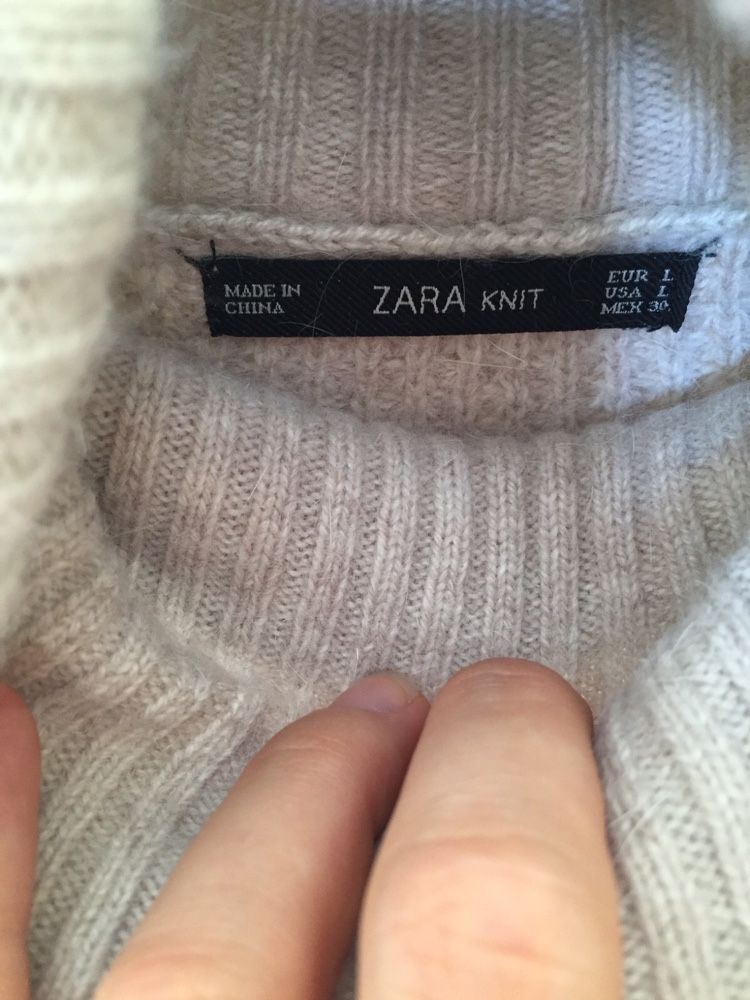 MADE IN
CHINA
ZARA KNIT
EUR L
USA L
MEX 30